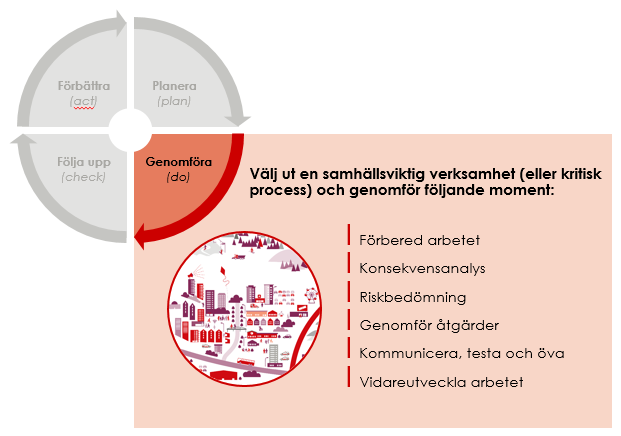 Förbättra
(act)
Planera
(plan)
Följa upp
(check)
Genomföra
(do)
Välj ut en samhällsviktig verksamhet (eller kritisk
process) och genomför följande moment:
Förbered arbetet
Konsekvensanalys
Riskbedömning
Genomför åtgärder
Kommunicera, testa och öva
Vidareutveckla arbetet